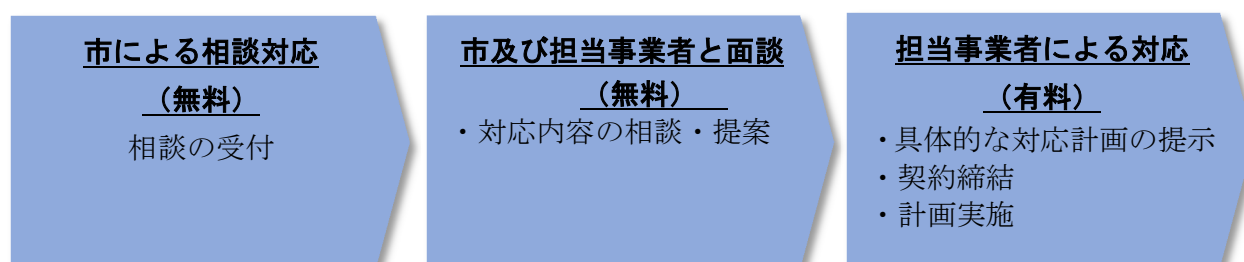 市による相談対応
（無料）
相談の受付
市及び担当事業者と面談
（無料）
・対応内容の相談・提案
担当事業者による対応
（有料）
・具体的な対応計画の提示
・契約締結
・計画実施